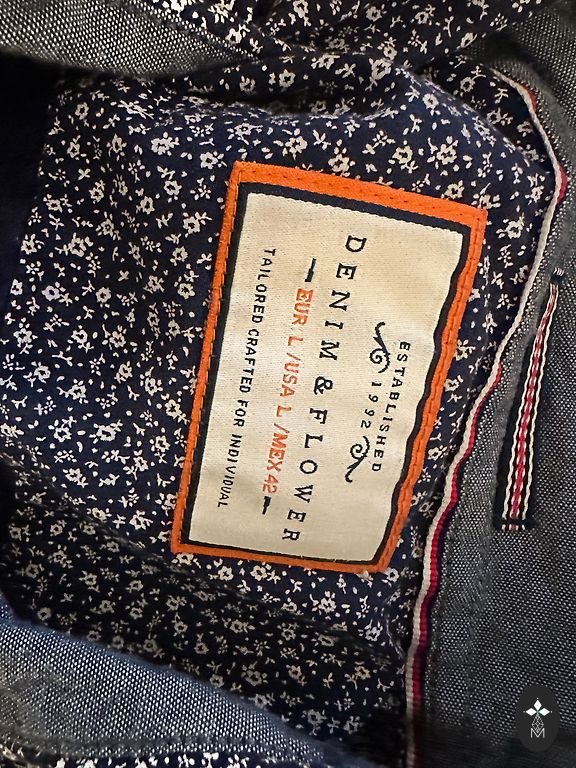 ESTABLISHED
1992
DENIM & FLOWER
EUR L /USA L /MEX 42
TAILORED CRAFTED FOR INDIVIDUAL
M